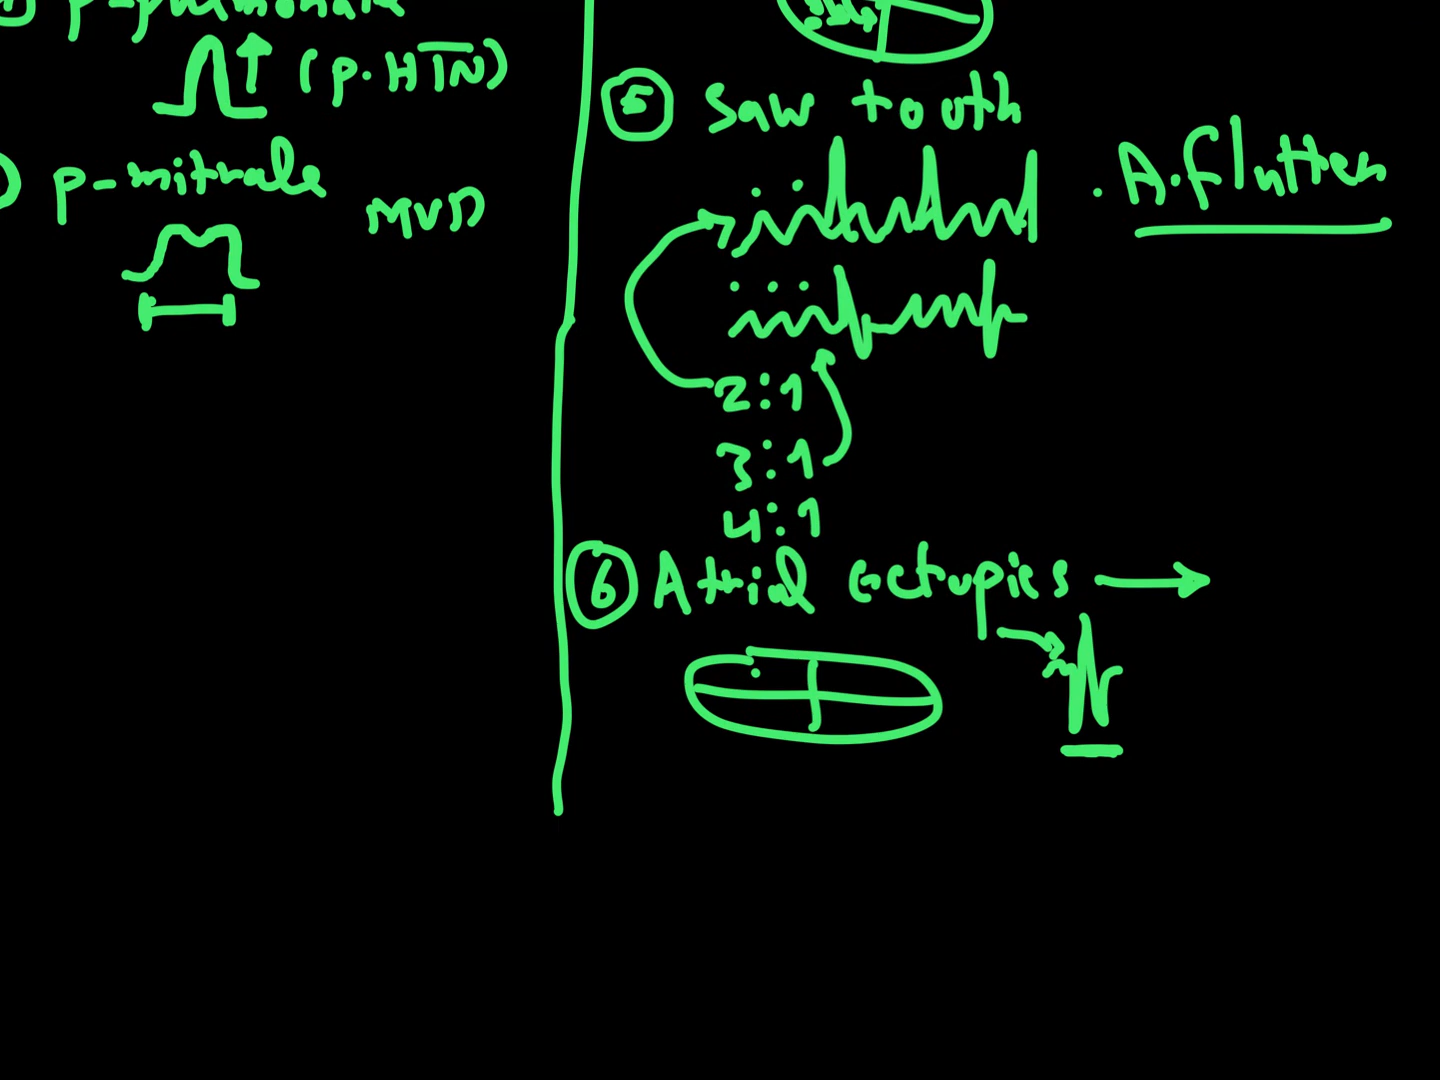 p-pulmonale
(p. HTN)
p-mitrale
MVD
5 Saw tooth
. A. flutter
2:1
3:1
4:1
6 Atrial ectopics →